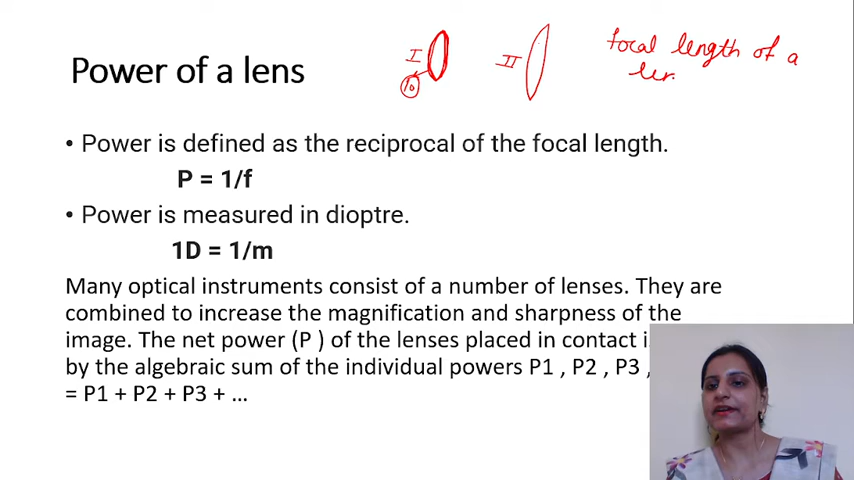 Power of a lens
I
10
II
focal length of a
len
• Power is defined as the reciprocal of the focal length.
P = 1/f
• Power is measured in dioptre.
1D = 1/m
Many optical instruments consist of a number of lenses. They are
combined to increase the magnification and sharpness of the
image. The net power (P ) of the lenses placed in contact
by the algebraic sum of the individual powers P1 , P2 , P3 ,
= P1 + P2 + P3 + …